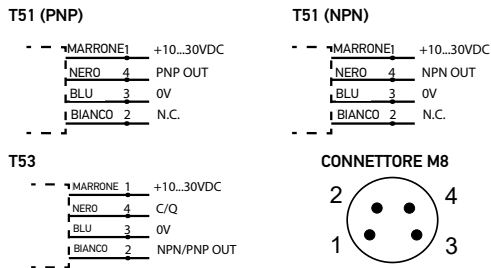 T51 (PNP)
MARRONE 1 +10...30VDC
NERO 4 PNP OUT
BLU 3 0V
BIANCO 2 N.C.
T51 (NPN)
MARRONE 1 +10...30VDC
NERO 4 NPN OUT
BLU 3 0V
BIANCO 2 N.C.
T53
MARRONE 1 +10...30VDC
NERO 4 C/Q
BLU 3 0V
BIANCO 2 NPN/PNP OUT
CONNETTORE M8
2 4
1 3